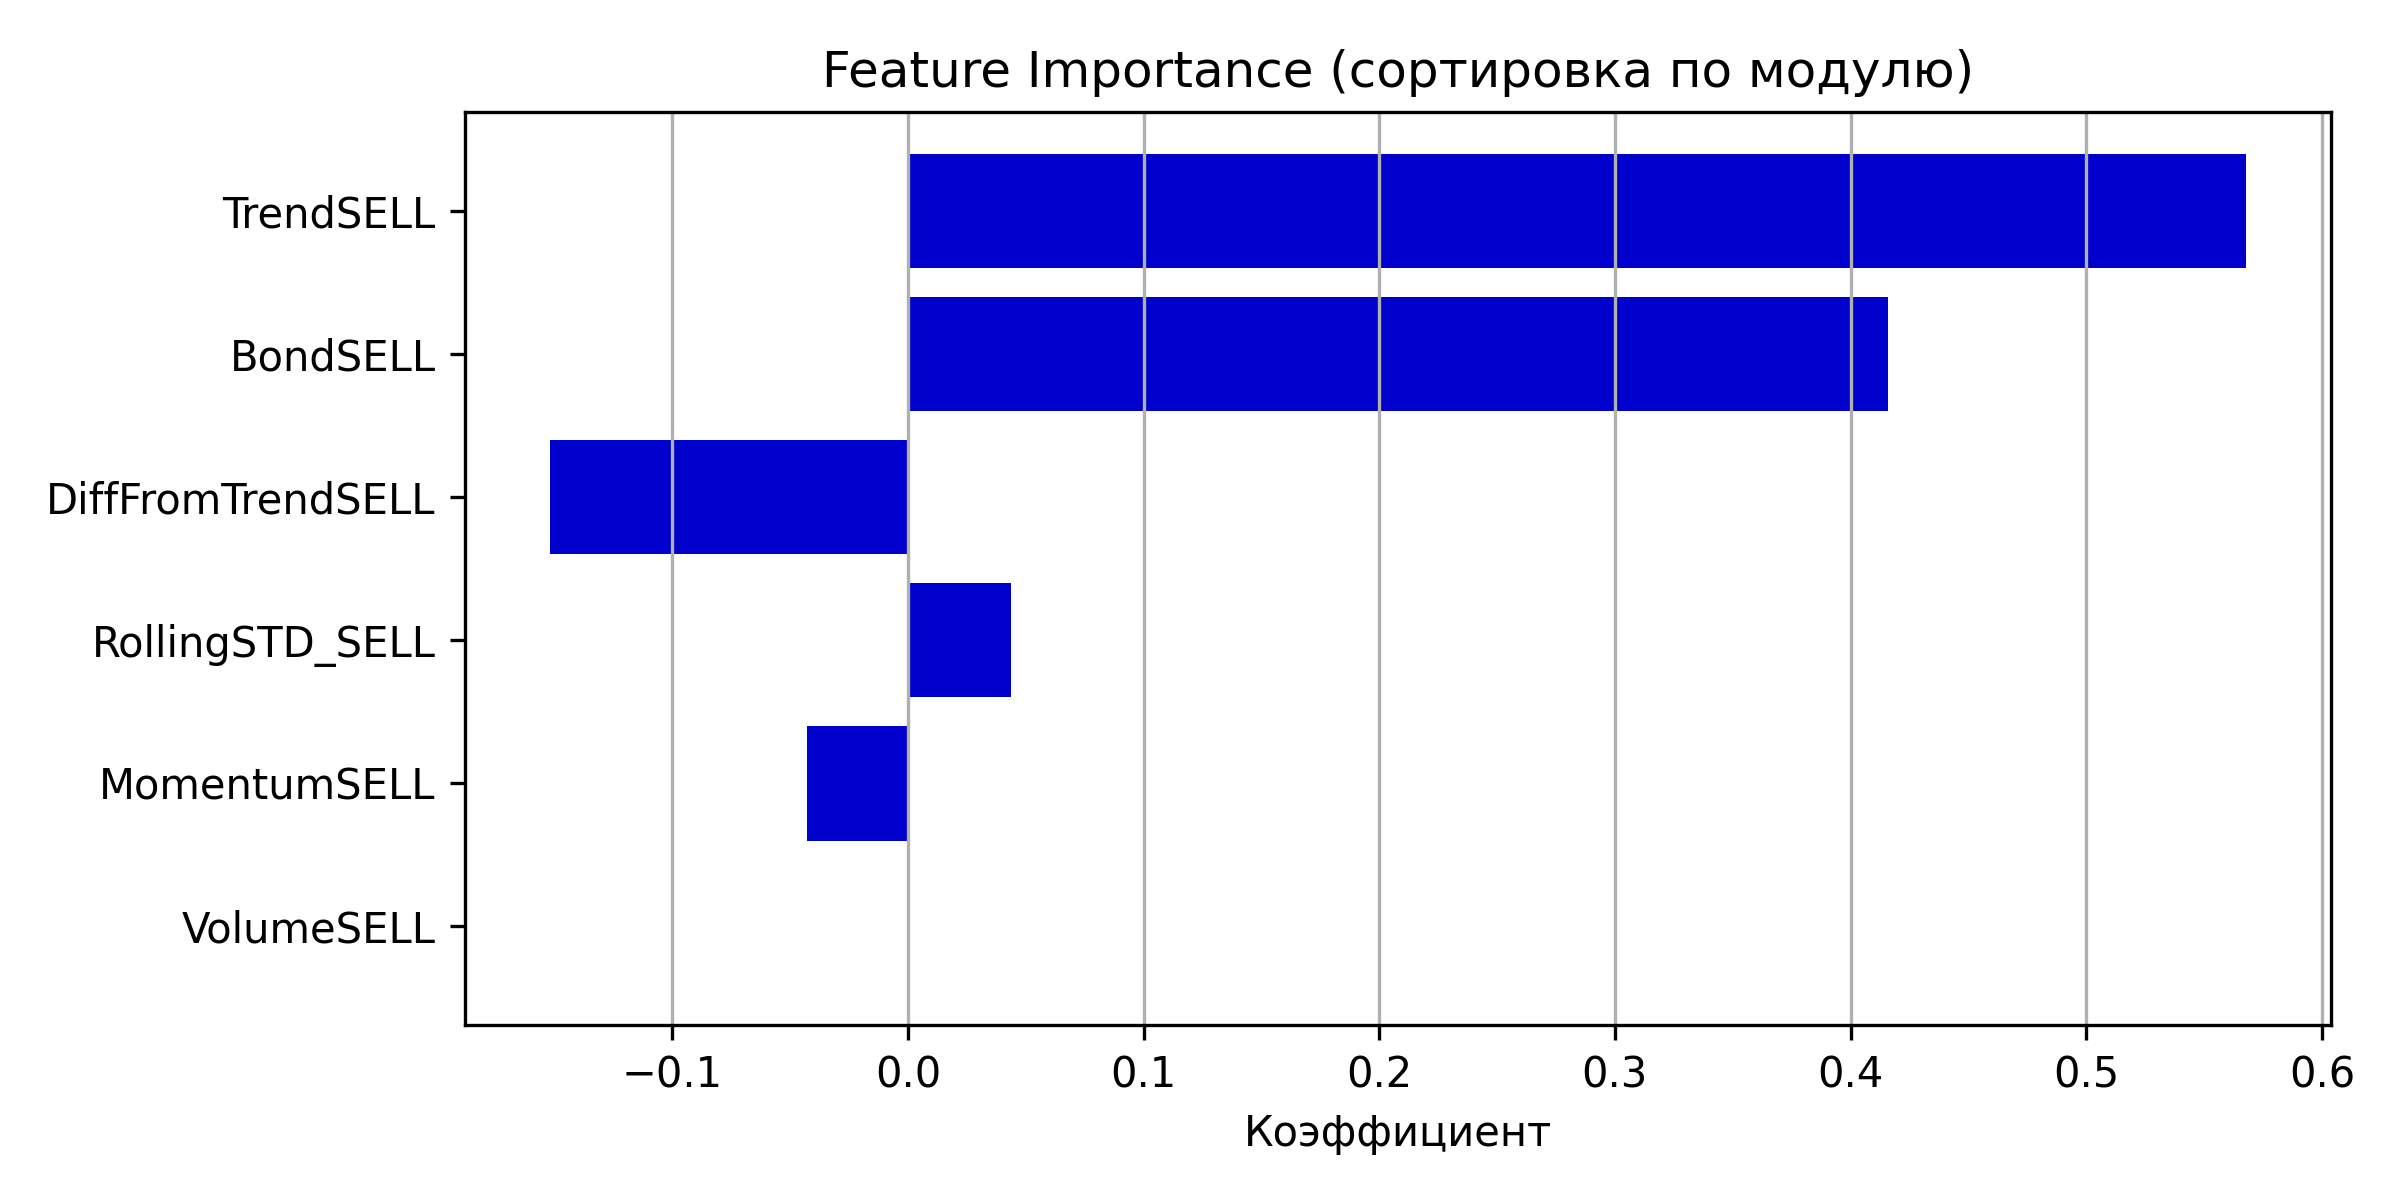 Feature Importance (сортировка по модулю)
TrendSELL
BondSELL
DiffFromTrendSELL
RollingSTD_SELL
MomentumSELL
VolumeSELL
−0.1 0.0 0.1 0.2 0.3 0.4 0.5 0.6
Коэффициент